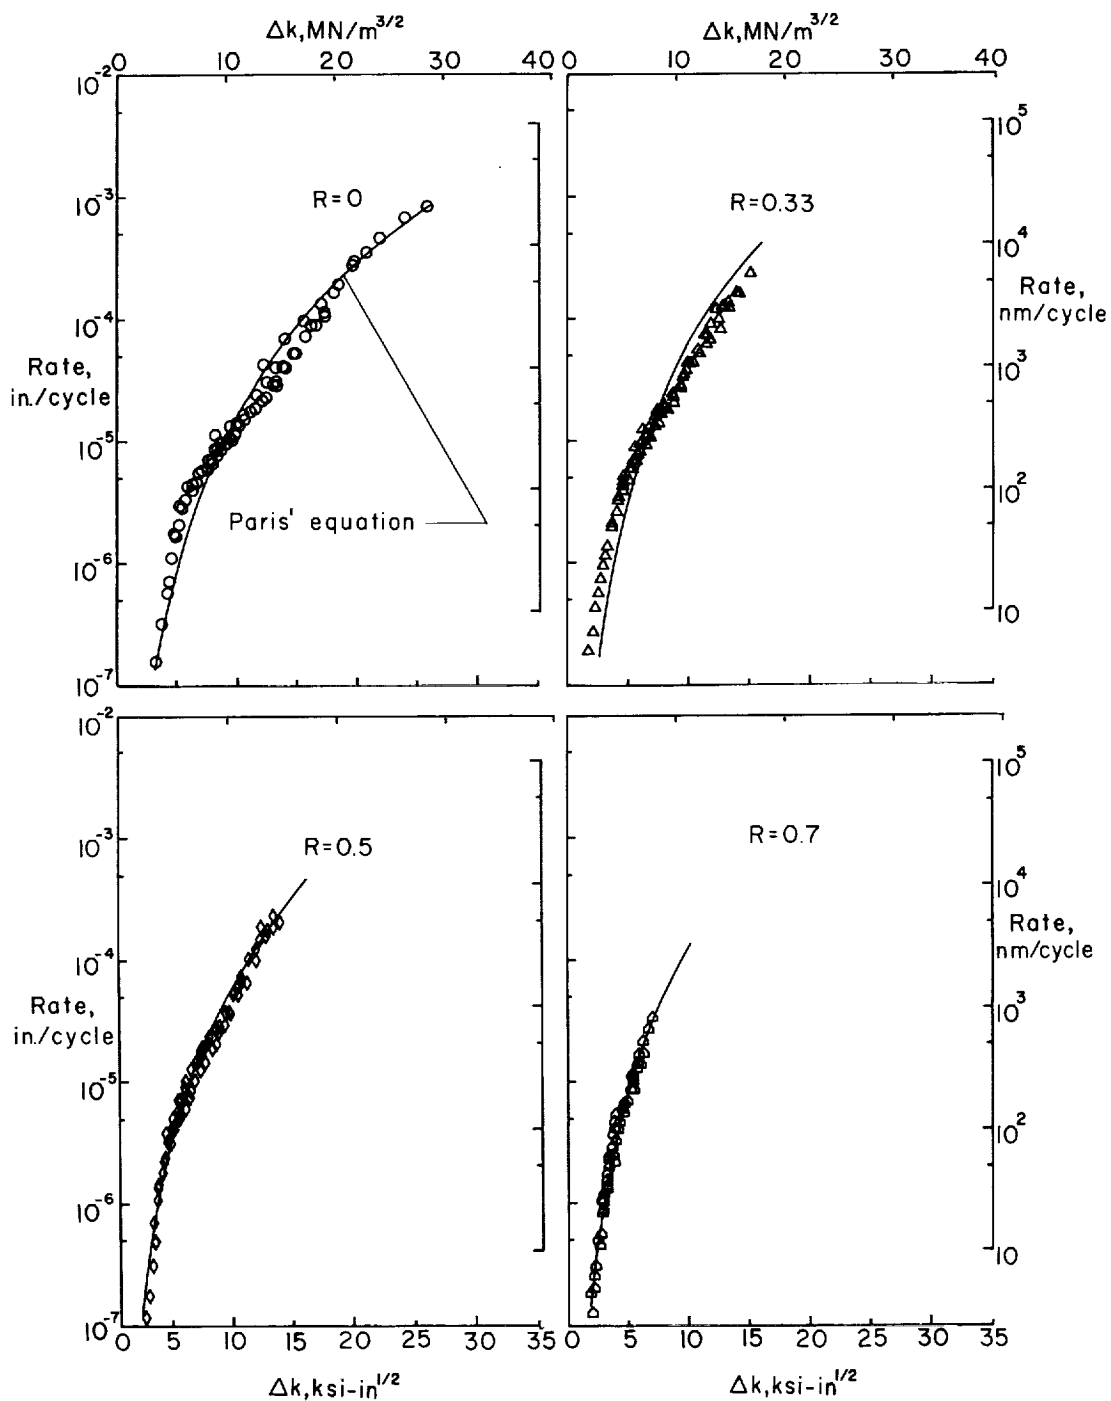 Δk,MN/m^3/2 Δk,MN/m^3/2
0 10 20 30 40 0 10 20 30 40
10^-2
10^5
10^-3 R=0 R=0.33
10^4
Rate,
nm/cycle
10^-4
10^3
Rate,
in./cycle
10^-5
10^2
Paris' equation
10^-6
10
10^-7
10^-2
10^5
10^-3 R=0.5 R=0.7
10^4
Rate,
nm/cycle
10^-4
10^3
Rate,
in./cycle
10^-5
10^2
10^-6
10
10^-7
0 5 10 15 20 25 30 35 0 5 10 15 20 25 30 35
Δk,ksi-in^1/2 Δk,ksi-in^1/2